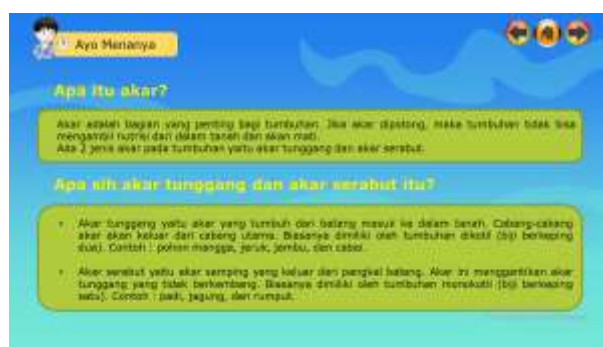 Ayo Menanya
Apa itu akar?
Akar adalah bagian yang penting bagi tumbuhan. Jika akar dipotong, maka tumbuhan tidak bisa
mengambil nutrisi dari dalam tanah dan akan mati.
Ada 2 jenis akar pada tumbuhan yaitu akar tunggang dan akar serabut.
Apa sih akar tunggang dan akar serabut itu?
• Akar tunggang yaitu akar yang tumbuh dari batang masuk ke dalam tanah. Cabang-cabang
akar akan keluar dari cabang utama. Biasanya dimiliki oleh tumbuhan dikotil (biji berkeping
dua). Contoh : pohon mangga, jeruk, jambu, dan cabai.
• Akar serabut yaitu akar samping yang keluar dari pangkal batang. Akar ini menggantikan akar
tunggang yang tidak berkembang. Biasanya dimiliki oleh tumbuhan monokotil (biji berkeping
satu). Contoh : padi, jagung, dan rumput.